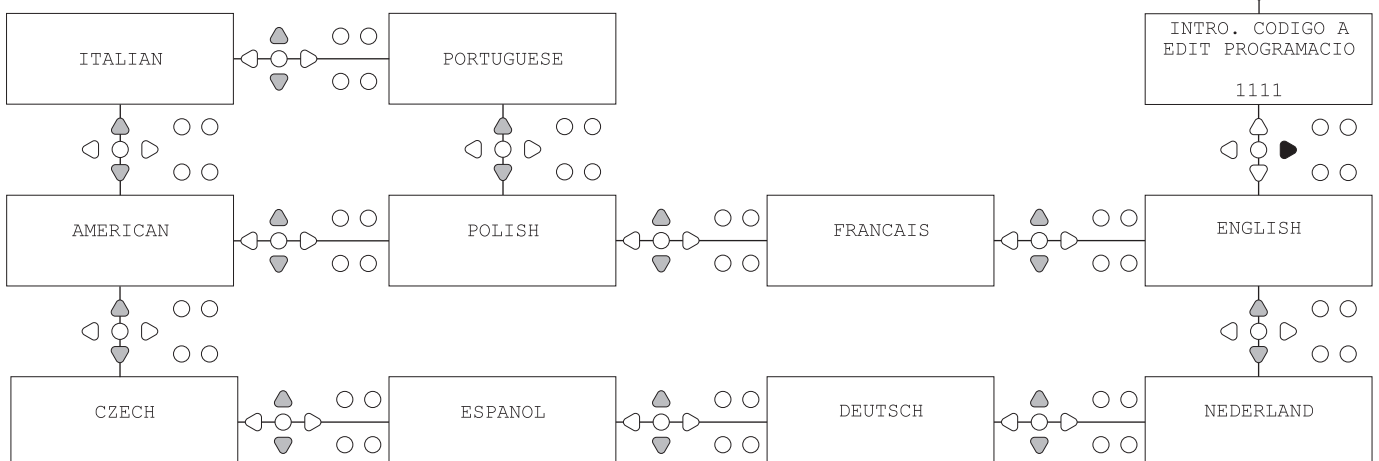 ITALIAN
PORTUGUESE
INTRO. CODIGO A
EDIT PROGRAMACIO
1111
AMERICAN
POLISH
FRANCAIS
ENGLISH
CZECH
ESPANOL
DEUTSCH
NEDERLAND